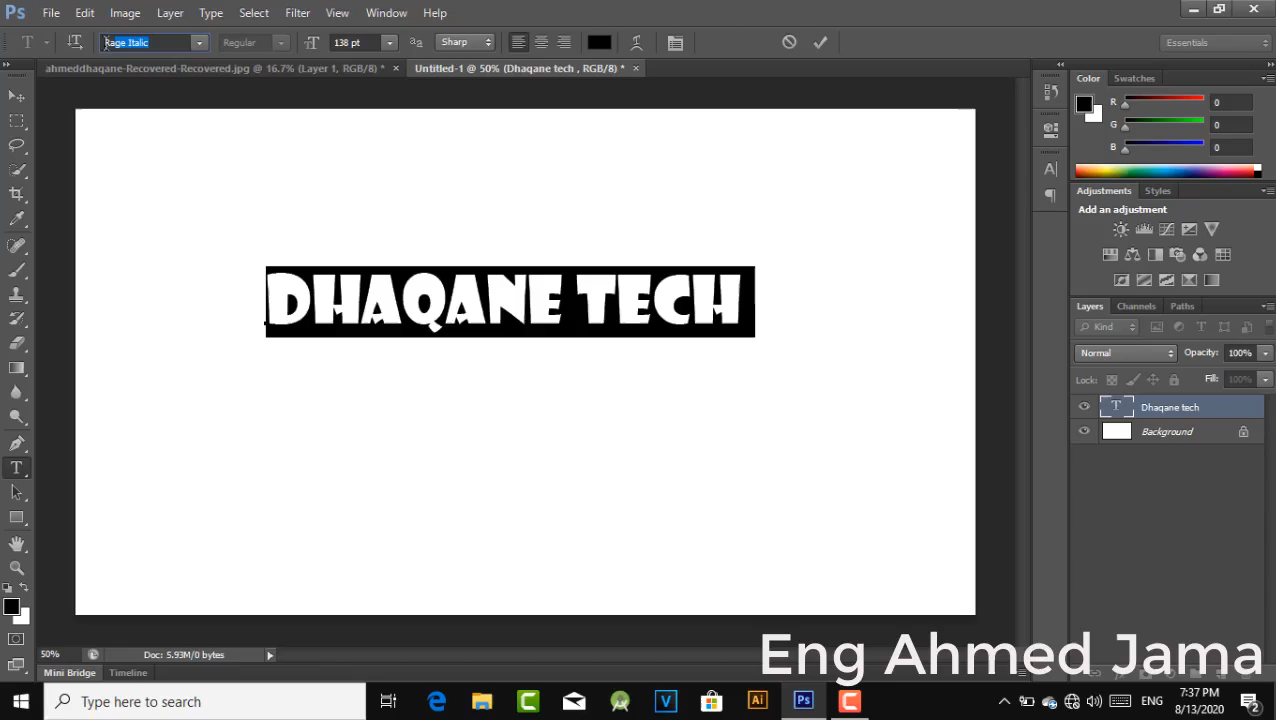 Ps File Edit Image Layer Type Select Filter View Window Help
T Rage Italic Regular 138 pt Sharp Essentials
ahmeddhaqane-Recovered-Recovered.jpg @ 16.7% (Layer 1, RGB/8) * × Untitled-1 @ 50% (Dhaqane tech , RGB/8) * ×
Color Swatches
R 0
G 0
B 0
Adjustments Styles
Add an adjustment
DHAQANE TECH
Layers Channels Paths
Kind
Normal Opacity: 100%
Lock: Fill: 100%
T Dhaqane tech
Background
50% Doc: 5.93M/0 bytes
Mini Bridge Timeline
Eng Ahmed Jama
Type here to search
Ai Ps ENG 7:37 PM
8/13/2020 2